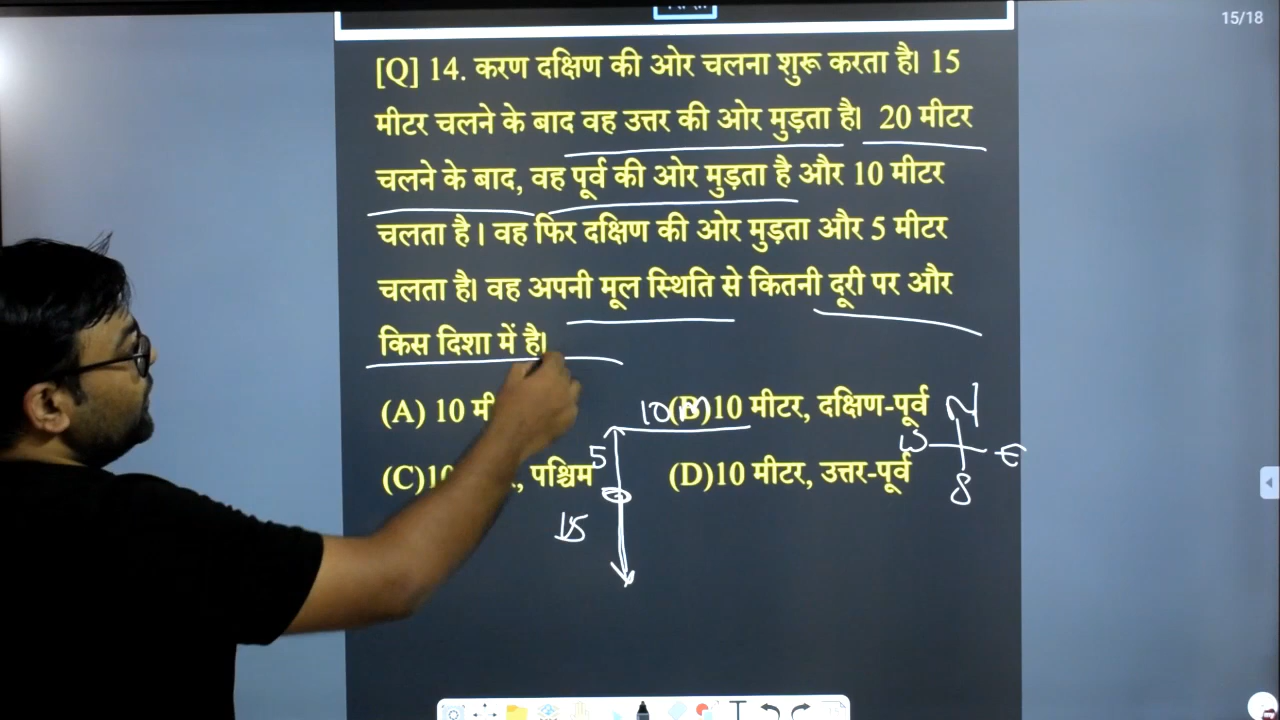 15/18
[Q] 14. करण दक्षिण की ओर चलना शुरू करता है। 15
मीटर चलने के बाद वह उत्तर की ओर मुड़ता है। 20 मीटर
चलने के बाद, वह पूर्व की ओर मुड़ता है और 10 मीटर
चलता है। वह फिर दक्षिण की ओर मुड़ता और 5 मीटर
चलता है। वह अपनी मूल स्थिति से कितनी दूरी पर और
किस दिशा में है।
(A) 10 (B)10 मीटर, दक्षिण-पूर्व
10 m
N
W E
S
5
(C) पश्चिम (D)10 मीटर, उत्तर-पूर्व
15